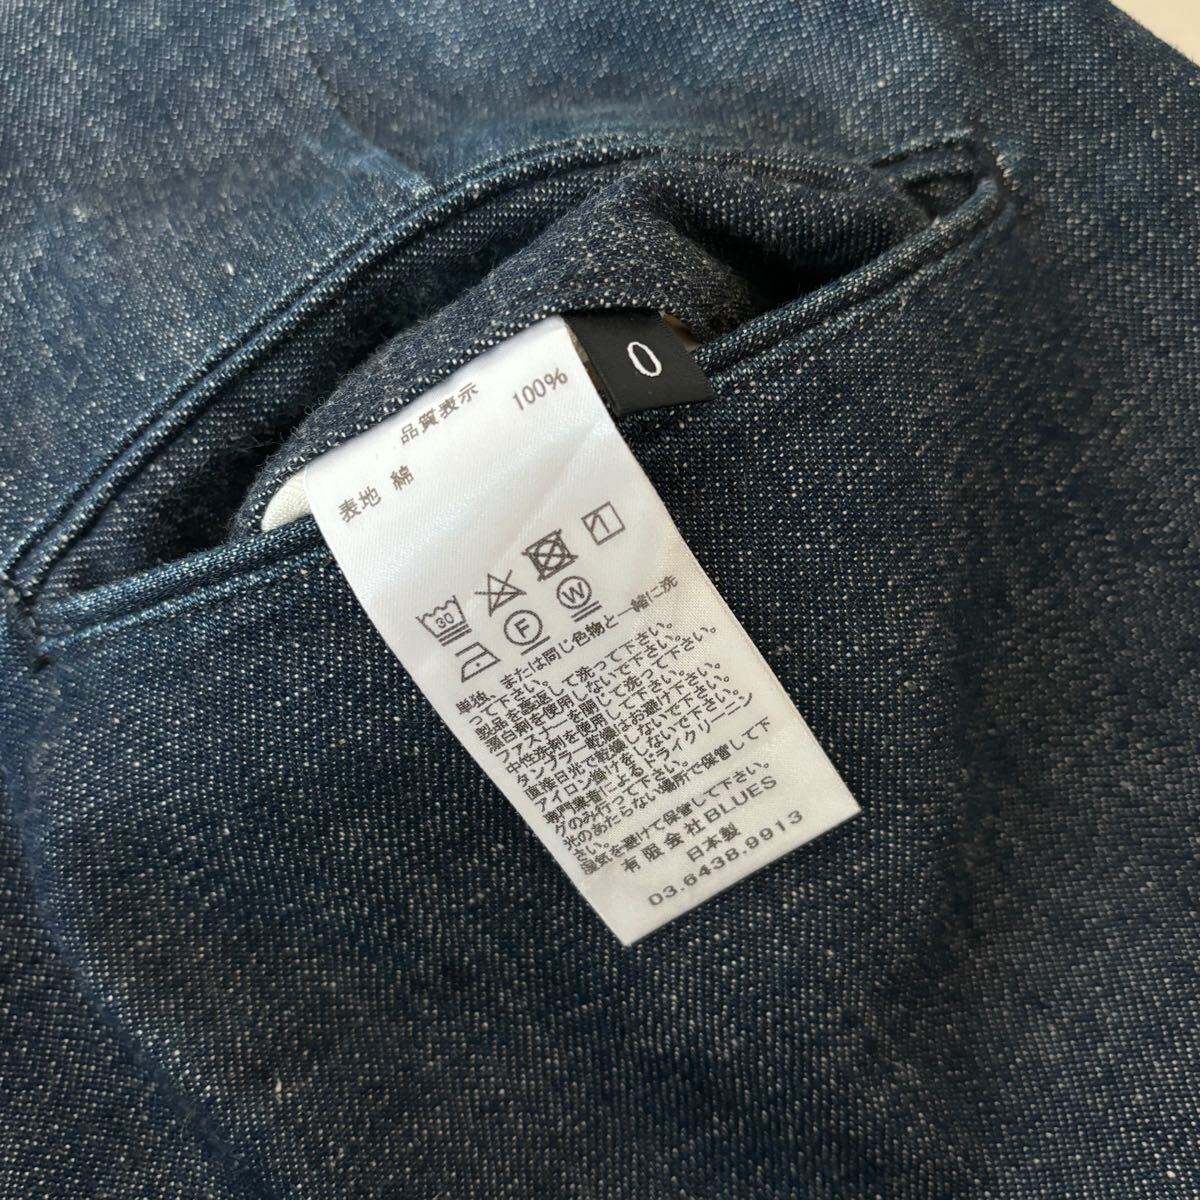 0
品質表示
表地 綿 100%
30
F W
単独、または同じ色物と一緒に洗
って下さい。
製品を裏返して洗って下さい。
漂白剤を使用しないで下さい。
ファスナーを閉じて洗って下さい。
中性洗剤を使用して下さい。
タンブラー乾燥はお避け下さい。
直接日光で乾燥しないで下さい。
アイロン掛けをしないで下さい。
専門業者によるドライクリーニン
グのみ行って下さい。
光のあたらない場所で保管して下
さい。
湿気を避けて保管して下さい。
有限会社BLUES
日本製
03.6438.9913